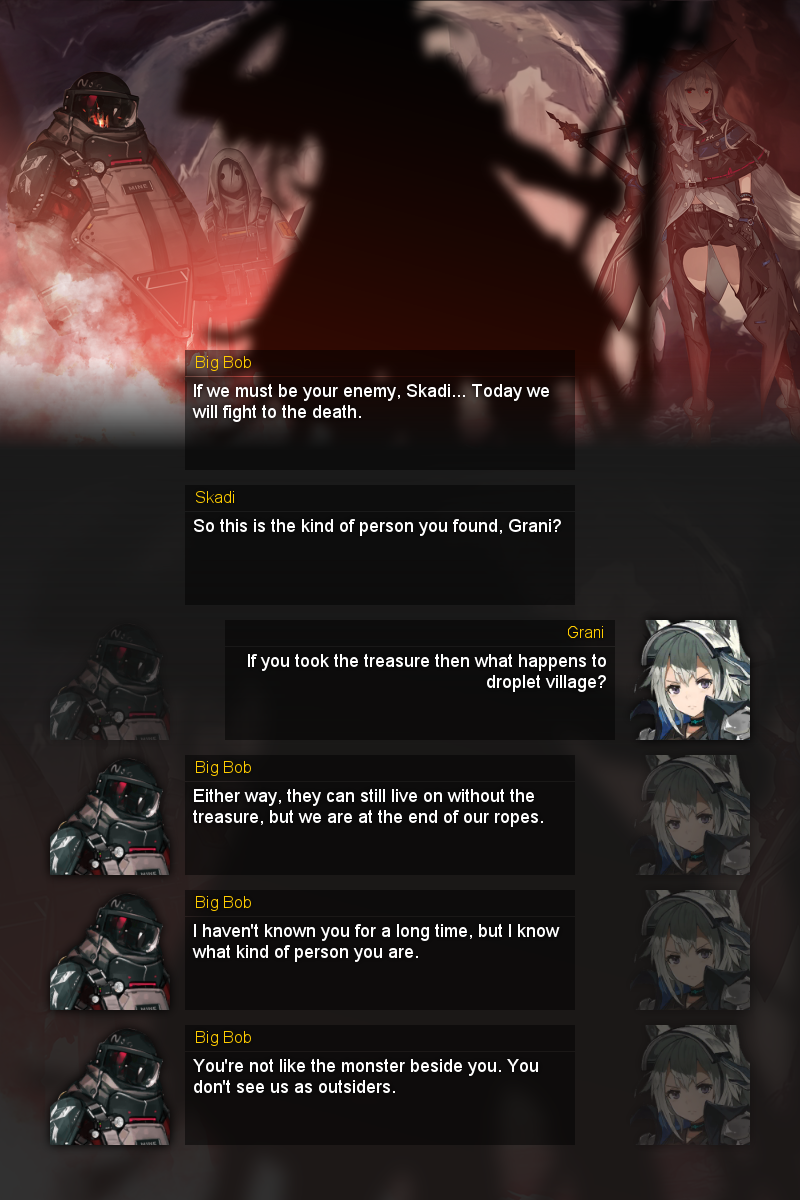 MINE
Big Bob
If we must be your enemy, Skadi... Today we
will fight to the death.
Skadi
So this is the kind of person you found, Grani?
Grani
If you took the treasure then what happens to
droplet village?
Big Bob
Either way, they can still live on without the
treasure, but we are at the end of our ropes.
Big Bob
I haven't known you for a long time, but I know
what kind of person you are.
Big Bob
You're not like the monster beside you. You
don't see us as outsiders.